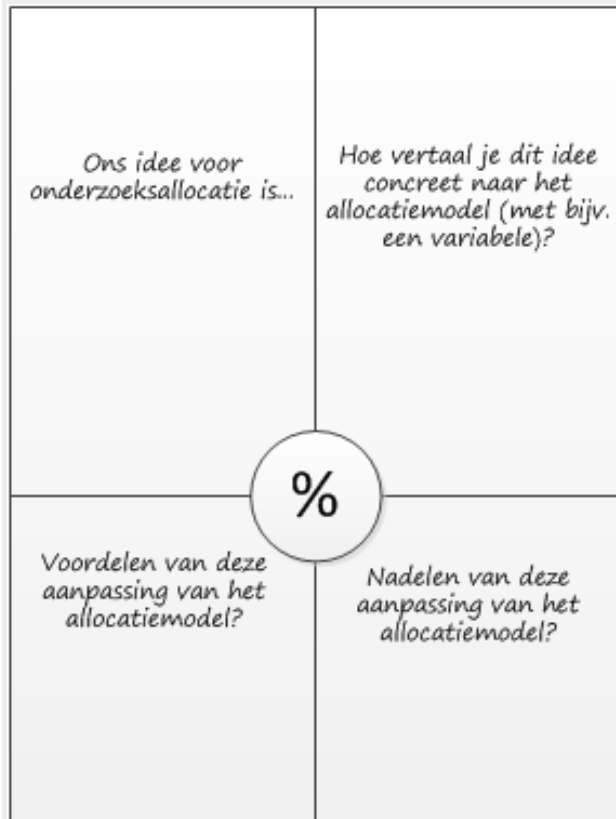 Ons idee voor
onderzoeksallocatie is...
Hoe vertaal je dit idee
concreet naar het
allocatiemodel (met bijv.
een variabele)?
%
Voordelen van deze
aanpassing van het
allocatiemodel?
Nadelen van deze
aanpassing van het
allocatiemodel?